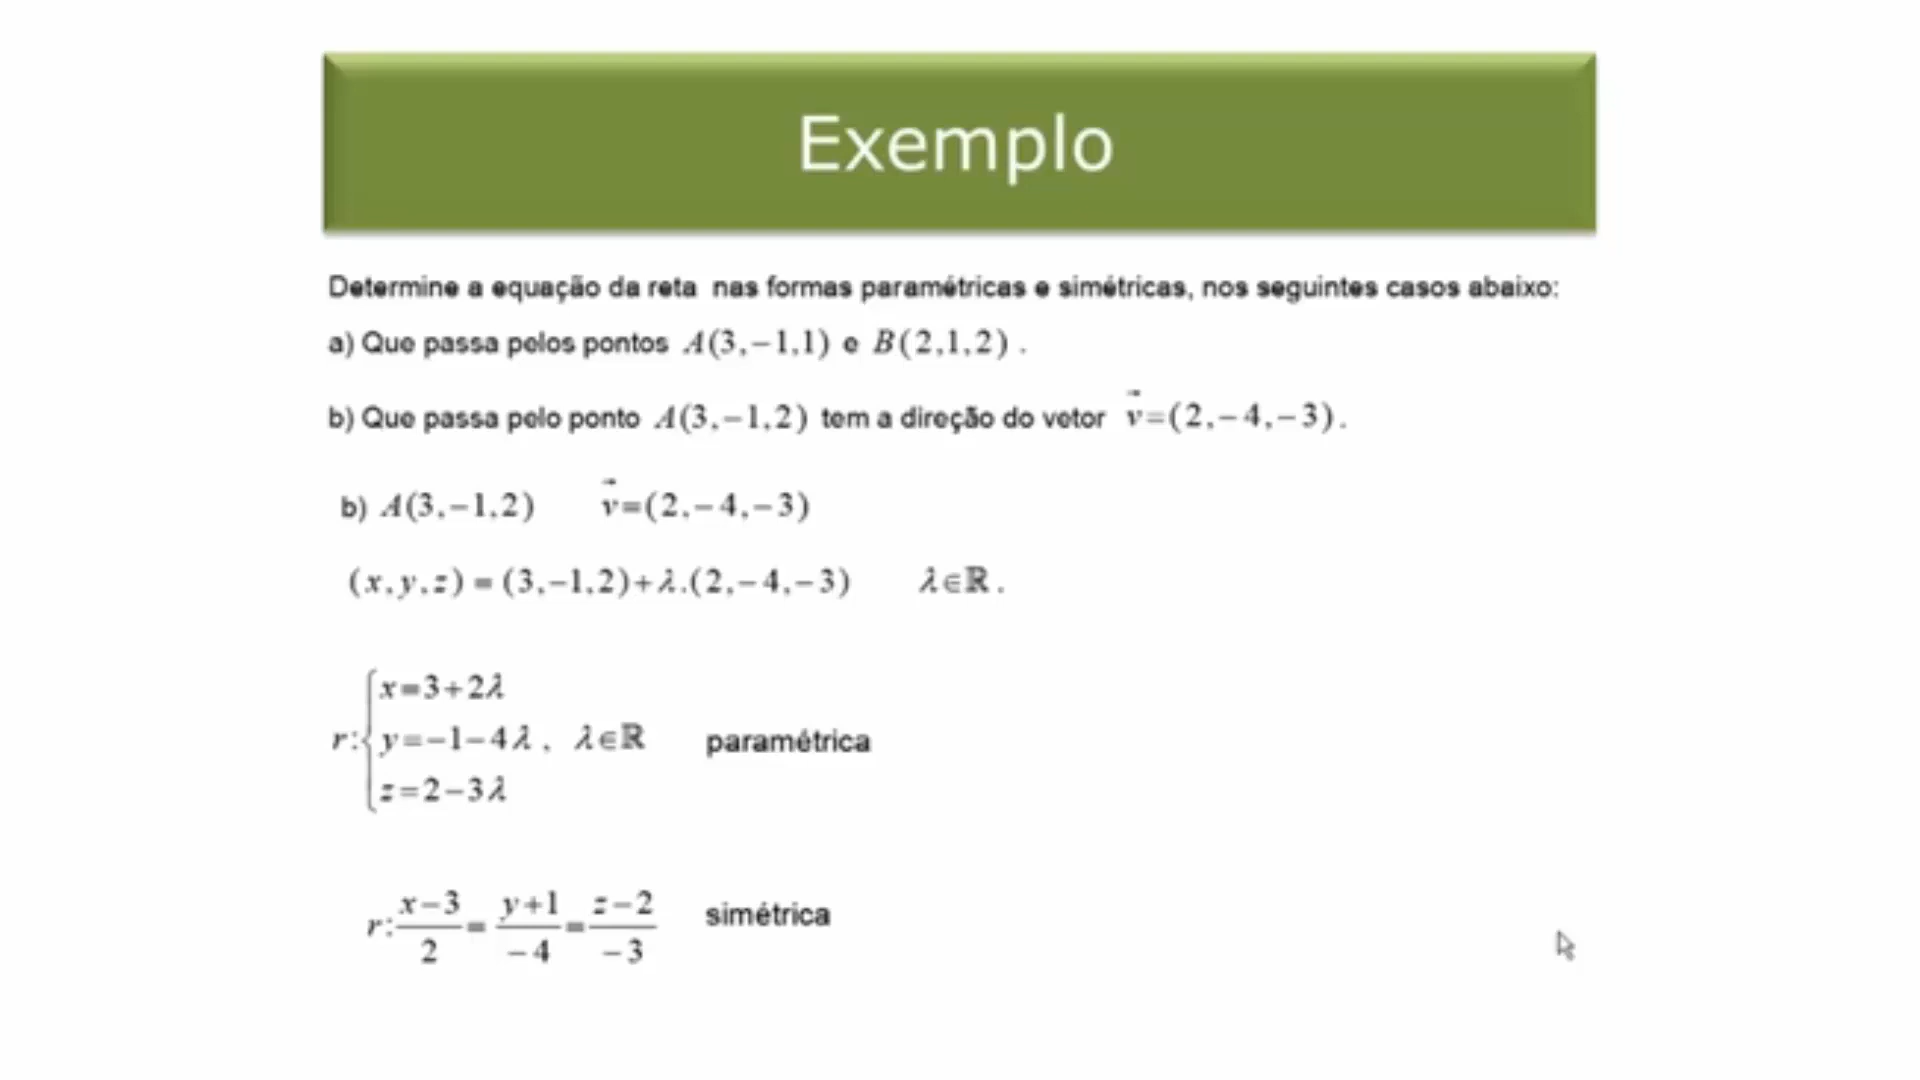 Exemplo
Determine a equação da reta nas formas paramétricas e simétricas, nos seguintes casos abaixo:
a) Que passa pelos pontos A(3,−1,1) e B(2,1,2) .
b) Que passa pelo ponto A(3,−1,2) tem a direção do vetor v⃗=(2,−4,−3).
b) A(3,−1,2) v⃗=(2,−4,−3)
(x,y,z) = (3,−1,2)+λ.(2,−4,−3) λ∈ℝ.
r:{x=3+2λ
y=−1−4λ , λ∈ℝ paramétrica
z=2−3λ
r: (x−3)/2 = (y+1)/−4 = (z−2)/−3 simétrica